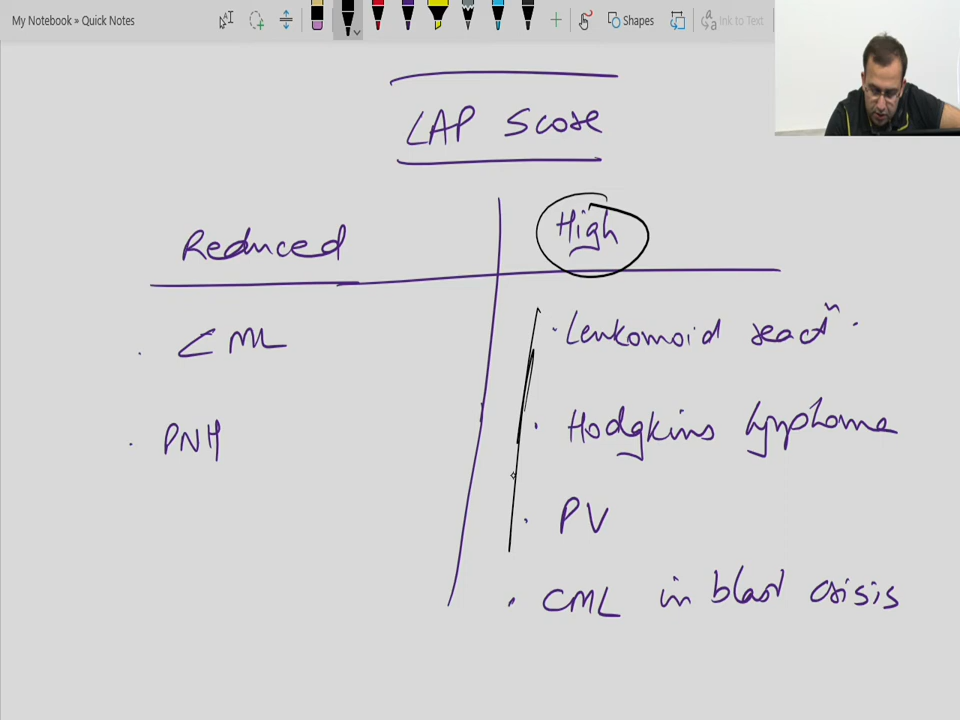 My Notebook » Quick Notes
Shapes
Ink to Text
LAP Score
Reduced
High
· CML
· Leukomoid reactⁿ ·
· PNH
· Hodgkins lymphoma
· PV
· CML in blast crisis